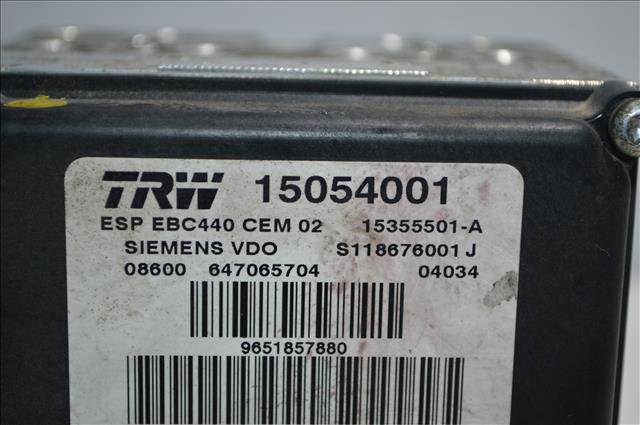 TRW 15054001
ESP EBC440 CEM 02 15355501-A
SIEMENS VDO S118676001 J
08600 647065704 04034
9651857880